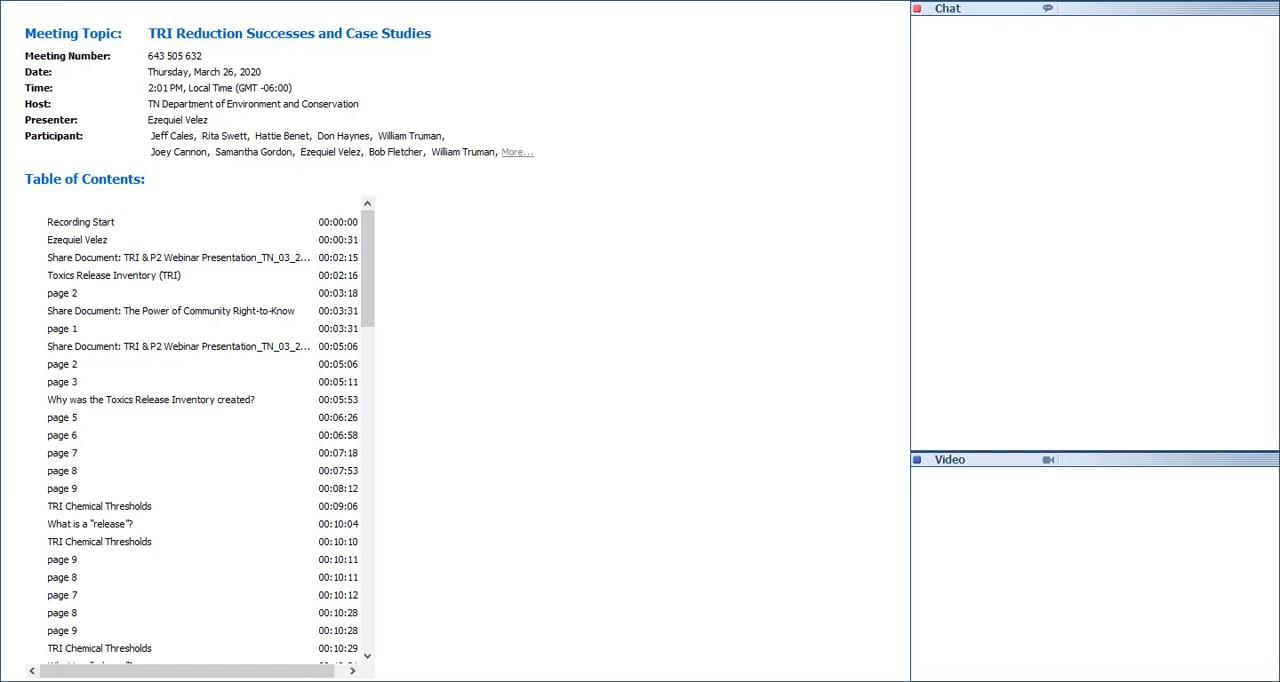 Meeting Topic: TRI Reduction Successes and Case Studies
Meeting Number: 643 505 632
Date: Thursday, March 26, 2020
Time: 2:01 PM, Local Time (GMT -06:00)
Host: TN Department of Environment and Conservation
Presenter: Ezequiel Velez
Participant: Jeff Cales, Rita Swett, Hattie Benet, Don Haynes, William Truman,
Joey Cannon, Samantha Gordon, Ezequiel Velez, Bob Fletcher, William Truman, More...
Table of Contents:
Recording Start 00:00:00
Ezequiel Velez 00:00:31
Share Document: TRI & P2 Webinar Presentation_TN_03_2... 00:02:15
Toxics Release Inventory (TRI) 00:02:16
page 2 00:03:18
Share Document: The Power of Community Right-to-Know 00:03:31
page 1 00:03:31
Share Document: TRI & P2 Webinar Presentation_TN_03_2... 00:05:06
page 2 00:05:06
page 3 00:05:11
Why was the Toxics Release Inventory created? 00:05:53
page 5 00:06:26
page 6 00:06:58
page 7 00:07:18
page 8 00:07:53
page 9 00:08:12
TRI Chemical Thresholds 00:09:06
What is a “release”? 00:10:04
TRI Chemical Thresholds 00:10:10
page 9 00:10:11
page 8 00:10:11
page 7 00:10:12
page 8 00:10:28
page 9 00:10:28
TRI Chemical Thresholds 00:10:29
Chat
Video